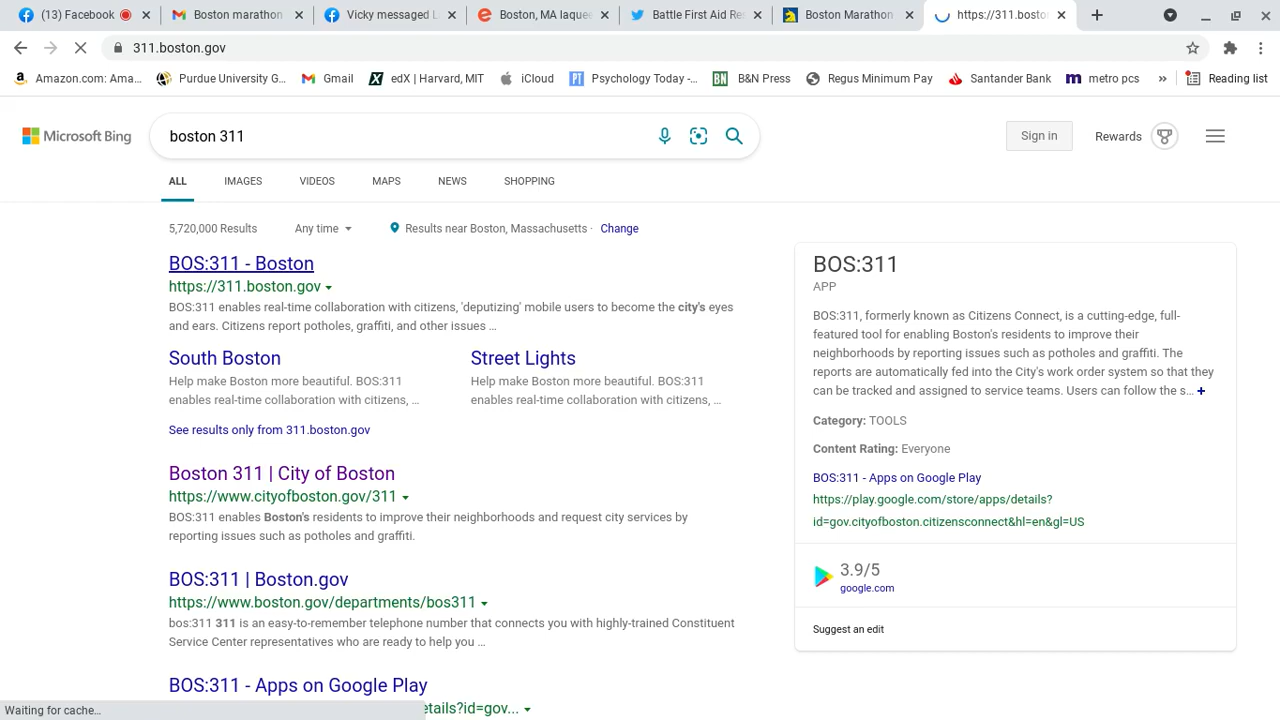 (13) Facebook
Boston marathon
Vicky messaged L
Boston, MA laquee
Battle First Aid Res
Boston Marathon
https://311.bosto
311.boston.gov
Amazon.com: Ama...
Purdue University G...
Gmail
edX | Harvard, MIT
iCloud
Psychology Today -...
B&N Press
Regus Minimum Pay
Santander Bank
metro pcs
»
Reading list
Microsoft Bing
boston 311
Sign in
Rewards
ALL
IMAGES
VIDEOS
MAPS
NEWS
SHOPPING
5,720,000 Results
Any time
Results near Boston, Massachusetts ·
Change
BOS:311 - Boston
https://311.boston.gov
BOS:311 enables real-time collaboration with citizens, 'deputizing' mobile users to become the city's eyes
and ears. Citizens report potholes, graffiti, and other issues ...
South Boston
Help make Boston more beautiful. BOS:311
enables real-time collaboration with citizens, ...
Street Lights
Help make Boston more beautiful. BOS:311
enables real-time collaboration with citizens, ...
See results only from 311.boston.gov
Boston 311 | City of Boston
https://www.cityofboston.gov/311
BOS:311 enables Boston's residents to improve their neighborhoods and request city services by
reporting issues such as potholes and graffiti.
BOS:311 | Boston.gov
https://www.boston.gov/departments/bos311
bos:311 311 is an easy-to-remember telephone number that connects you with highly-trained Constituent
Service Center representatives who are ready to help you ...
BOS:311 - Apps on Google Play
etails?id=gov...
BOS:311
APP
BOS:311, formerly known as Citizens Connect, is a cutting-edge, full-
featured tool for enabling Boston's residents to improve their
neighborhoods by reporting issues such as potholes and graffiti. The
reports are automatically fed into the City's work order system so that they
can be tracked and assigned to service teams. Users can follow the s... +
Category: TOOLS
Content Rating: Everyone
BOS:311 - Apps on Google Play
https://play.google.com/store/apps/details?
id=gov.cityofboston.citizensconnect&hl=en&gl=US
3.9/5
google.com
Suggest an edit
Waiting for cache...